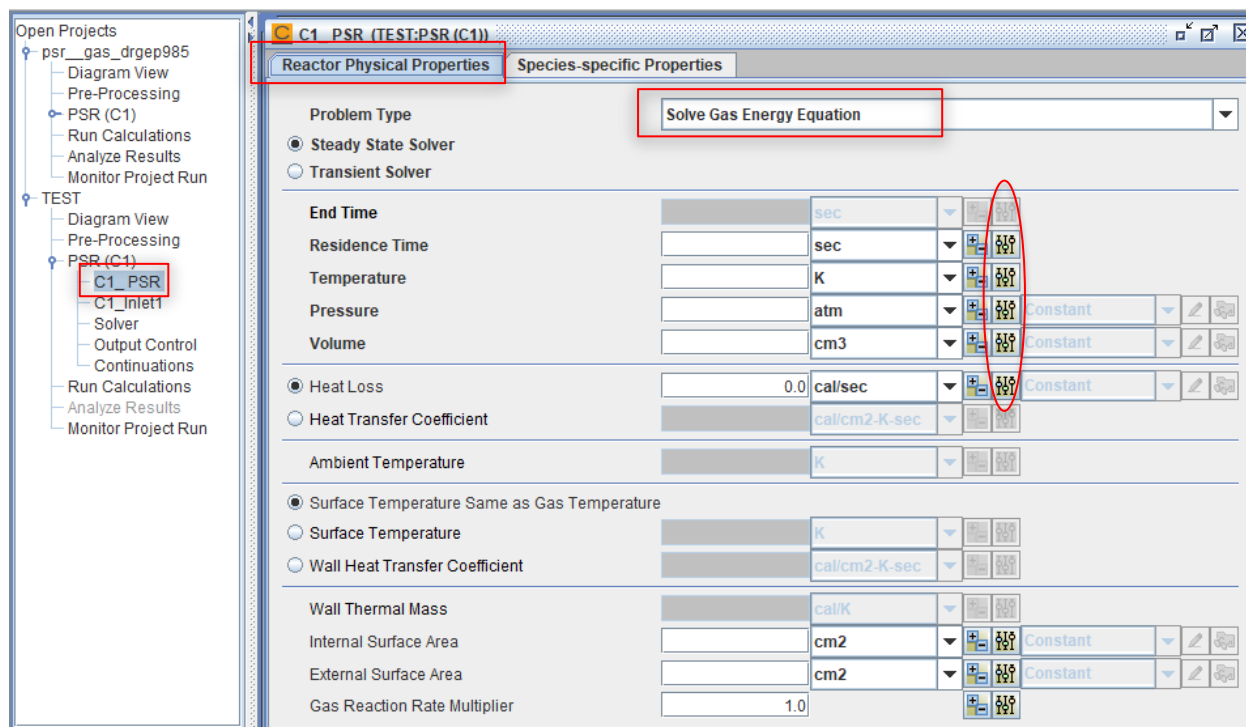 Open Projects
psr__gas_drgep985
Diagram View
Pre-Processing
PSR (C1)
Run Calculations
Analyze Results
Monitor Project Run
TEST
Diagram View
Pre-Processing
PSR (C1)
C1_ PSR
C1_Inlet1
Solver
Output Control
Continuations
Run Calculations
Analyze Results
Monitor Project Run
C1_ PSR (TEST:PSR (C1))
Reactor Physical Properties Species-specific Properties
Problem Type Solve Gas Energy Equation
Steady State Solver
Transient Solver
End Time sec
Residence Time sec
Temperature K
Pressure atm Constant
Volume cm3 Constant
Heat Loss 0.0 cal/sec Constant
Heat Transfer Coefficient cal/cm2-K-sec
Ambient Temperature K
Surface Temperature Same as Gas Temperature
Surface Temperature K
Wall Heat Transfer Coefficient cal/cm2-K-sec
Wall Thermal Mass cal/K
Internal Surface Area cm2 Constant
External Surface Area cm2 Constant
Gas Reaction Rate Multiplier 1.0